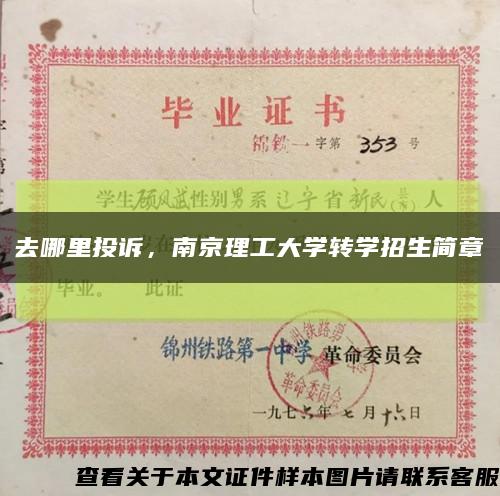 毕业证书
锦铁一字第 353 号
学生顾凤武性别男系辽宁省新民县(市)人
去哪里投诉，南京理工大学转学招生简章
毕业。 此证
锦州铁路第一中学 革命委员会
一九七六年七月十六日
查看关于本文证件样本图片请联系客服